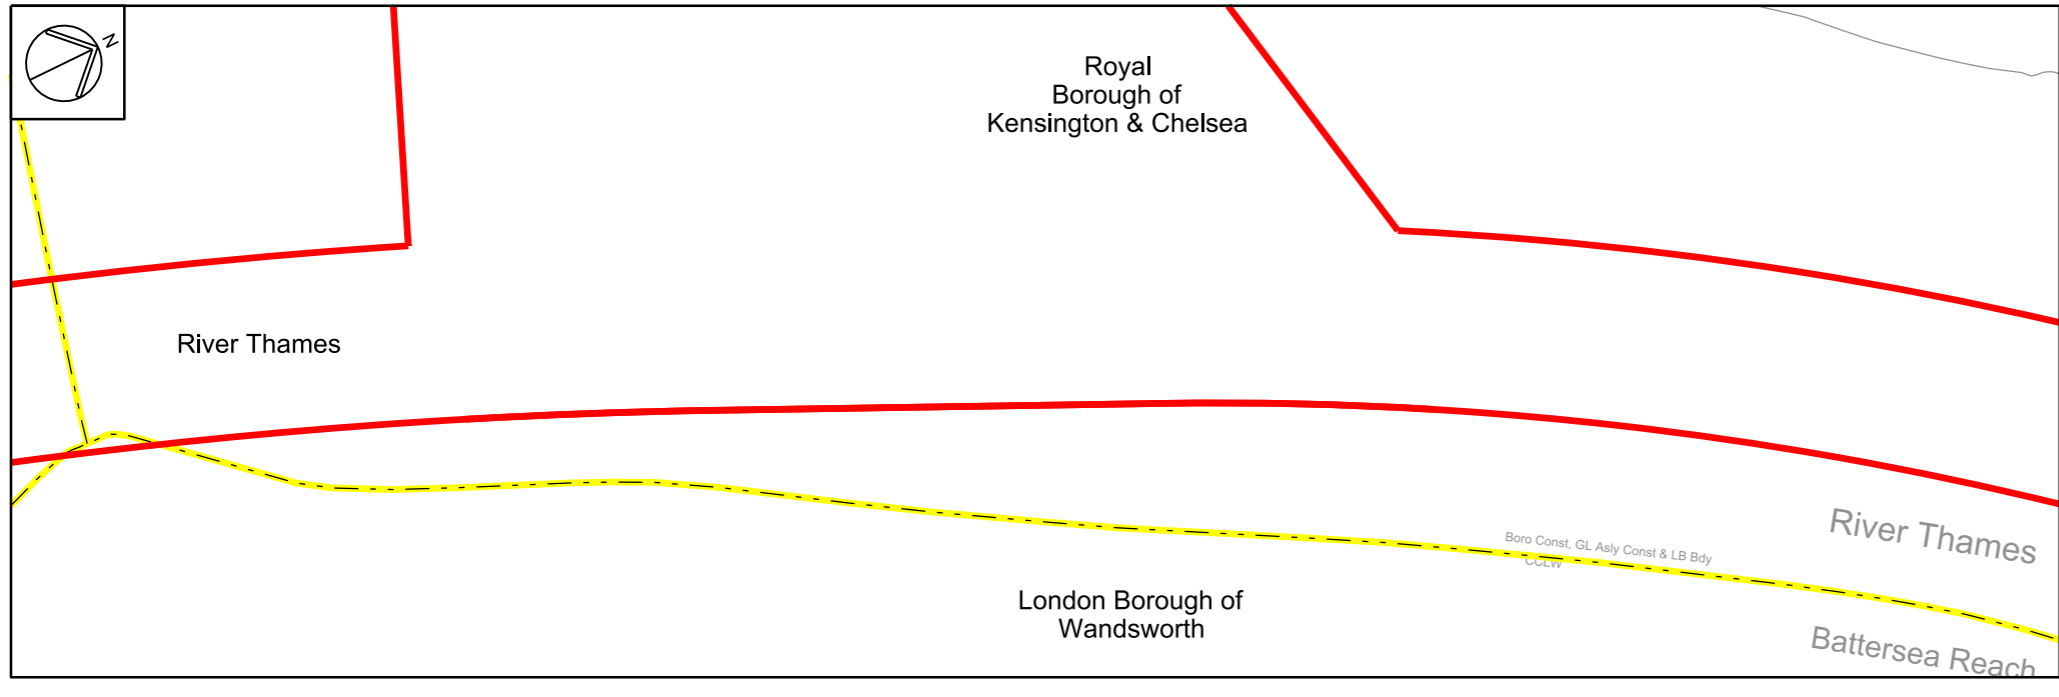 N
Royal
Borough of
Kensington & Chelsea
River Thames
Boro Const, GL Asly Const & LB Bdy
CCLW
River Thames
London Borough of
Wandsworth
Battersea Reach